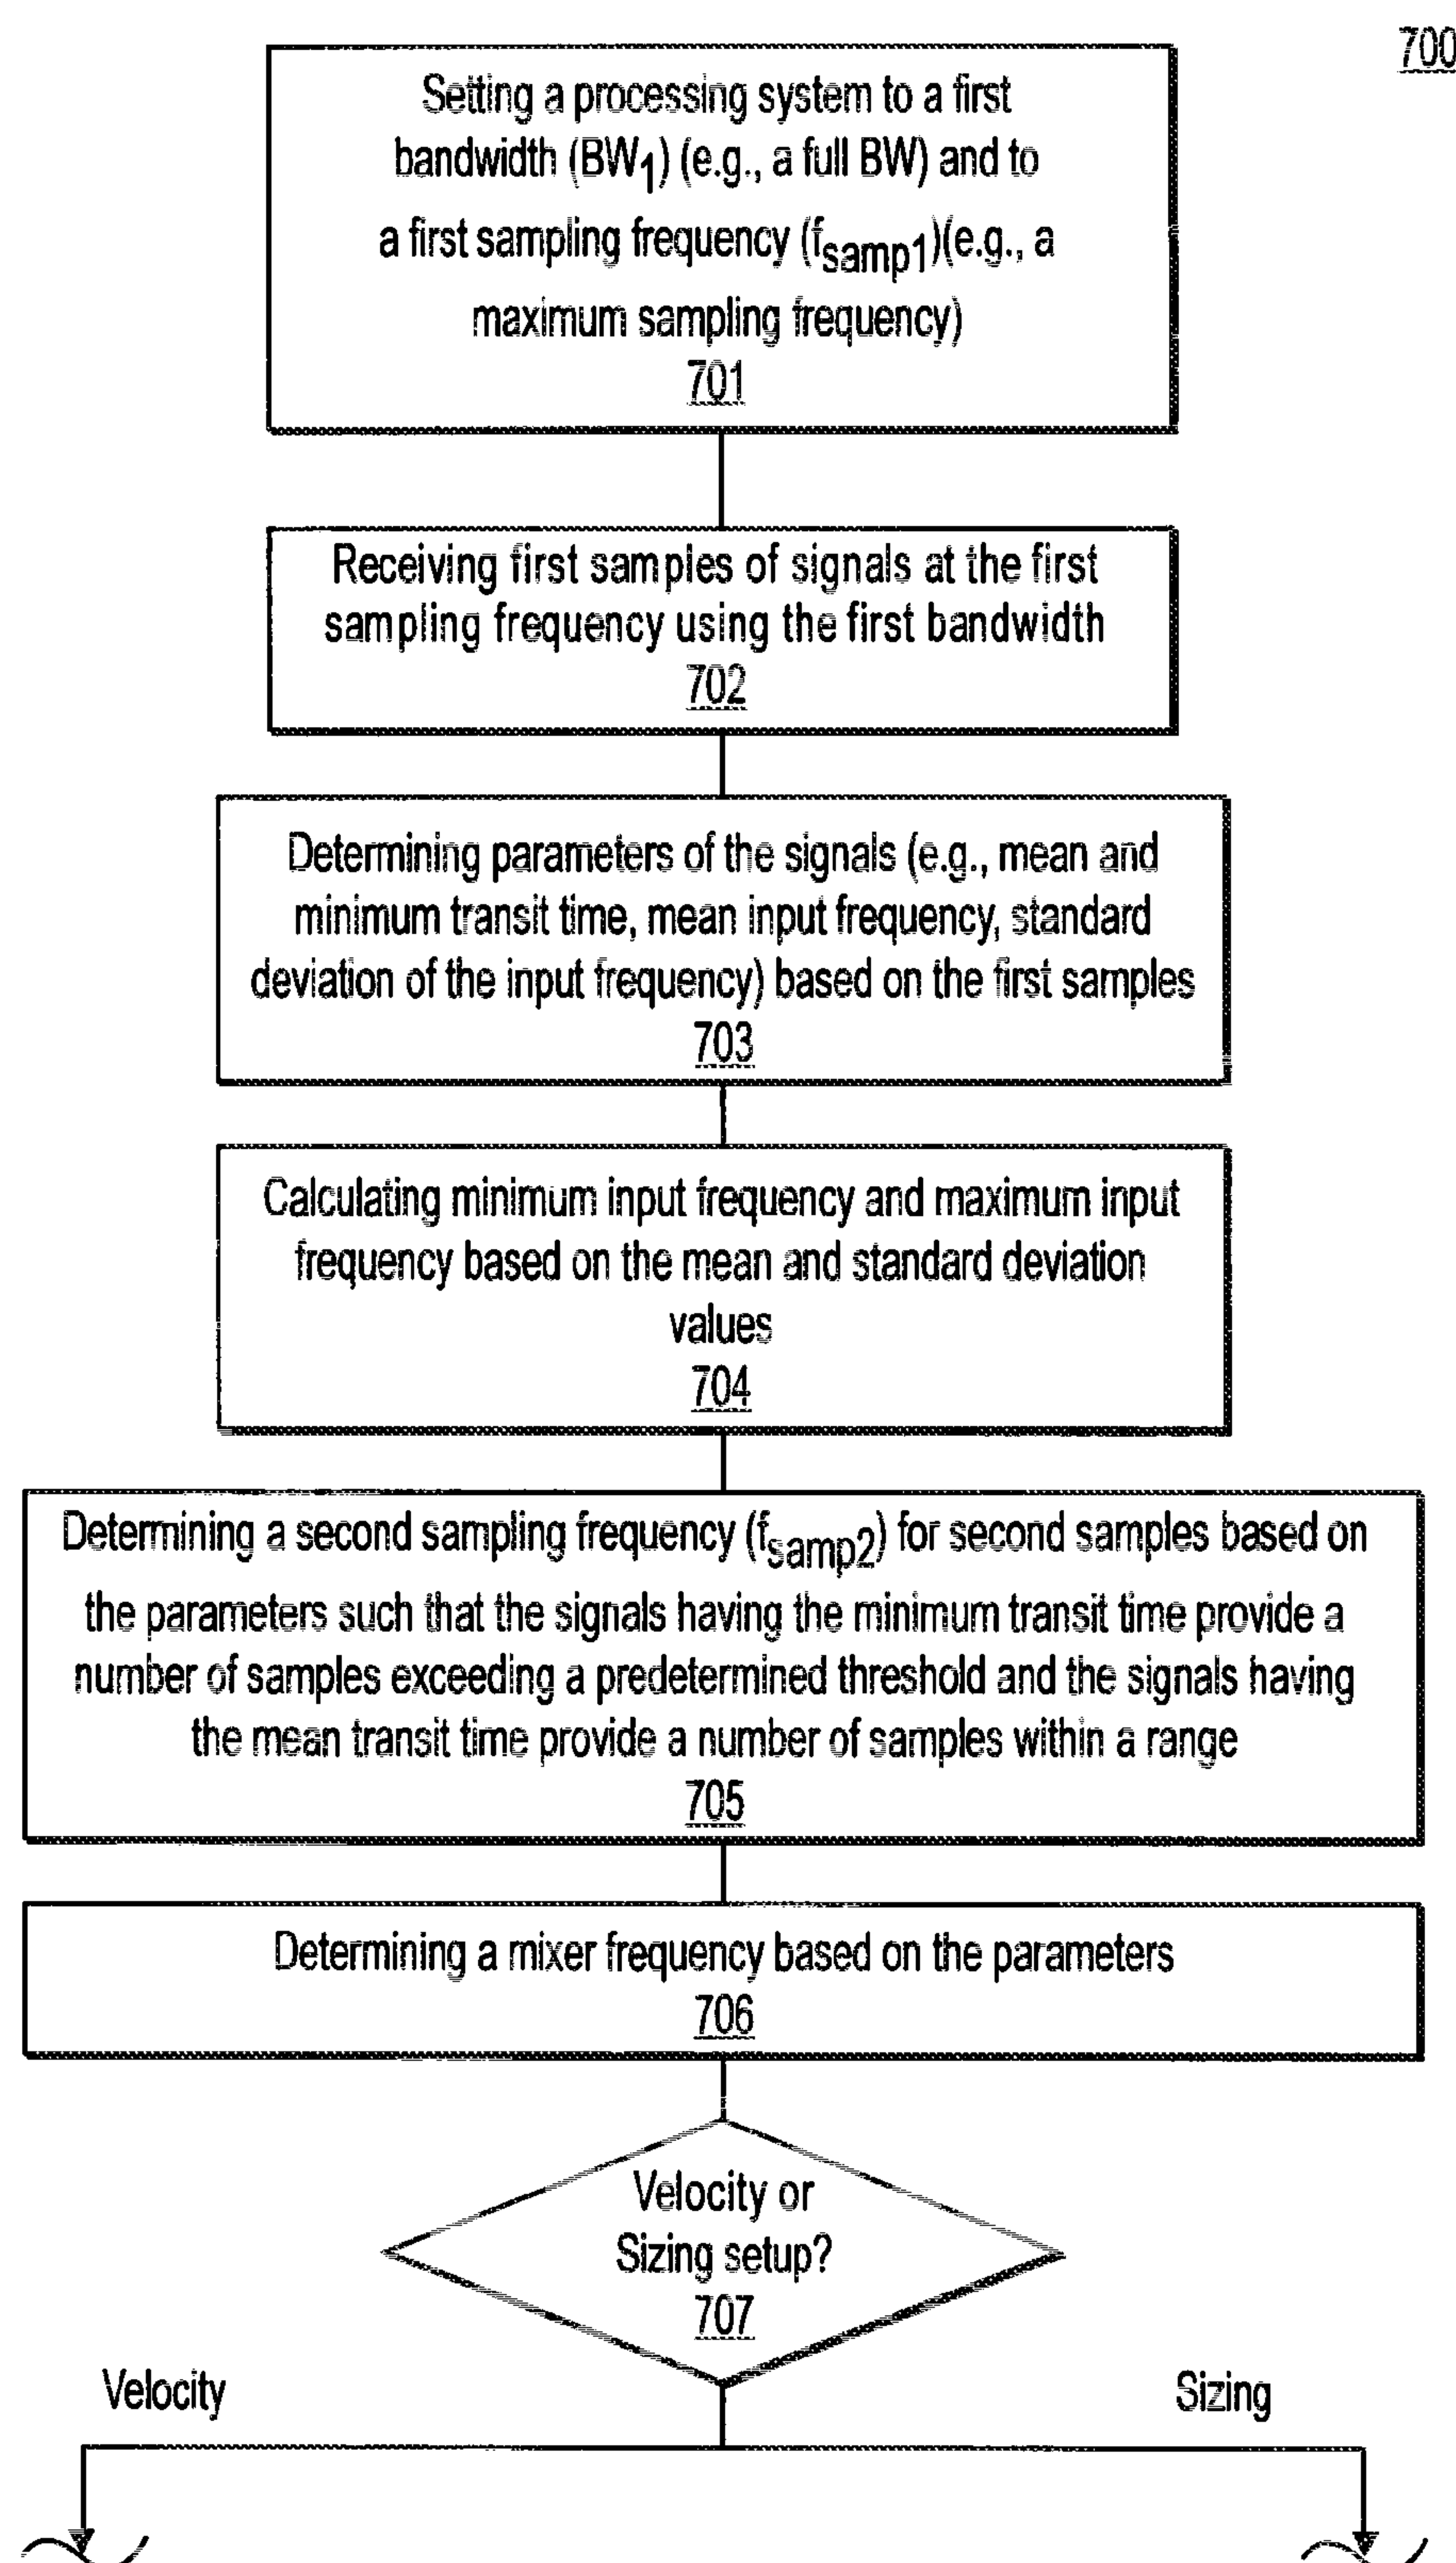 700
Setting a processing system to a first
bandwidth (BW1) (e.g., a full BW) and to
a first sampling frequency (fsamp1)(e.g., a
maximum sampling frequency)
701
Receiving first samples of signals at the first
sampling frequency using the first bandwidth
702
Determining parameters of the signals (e.g., mean and
minimum transit time, mean input frequency, standard
deviation of the input frequency) based on the first samples
703
Calculating minimum input frequency and maximum input
frequency based on the mean and standard deviation
values
704
Determining a second sampling frequency (fsamp2) for second samples based on
the parameters such that the signals having the minimum transit time provide a
number of samples exceeding a predetermined threshold and the signals having
the mean transit time provide a number of samples within a range
705
Determining a mixer frequency based on the parameters
706
Velocity or
Sizing setup?
707
Velocity
Sizing